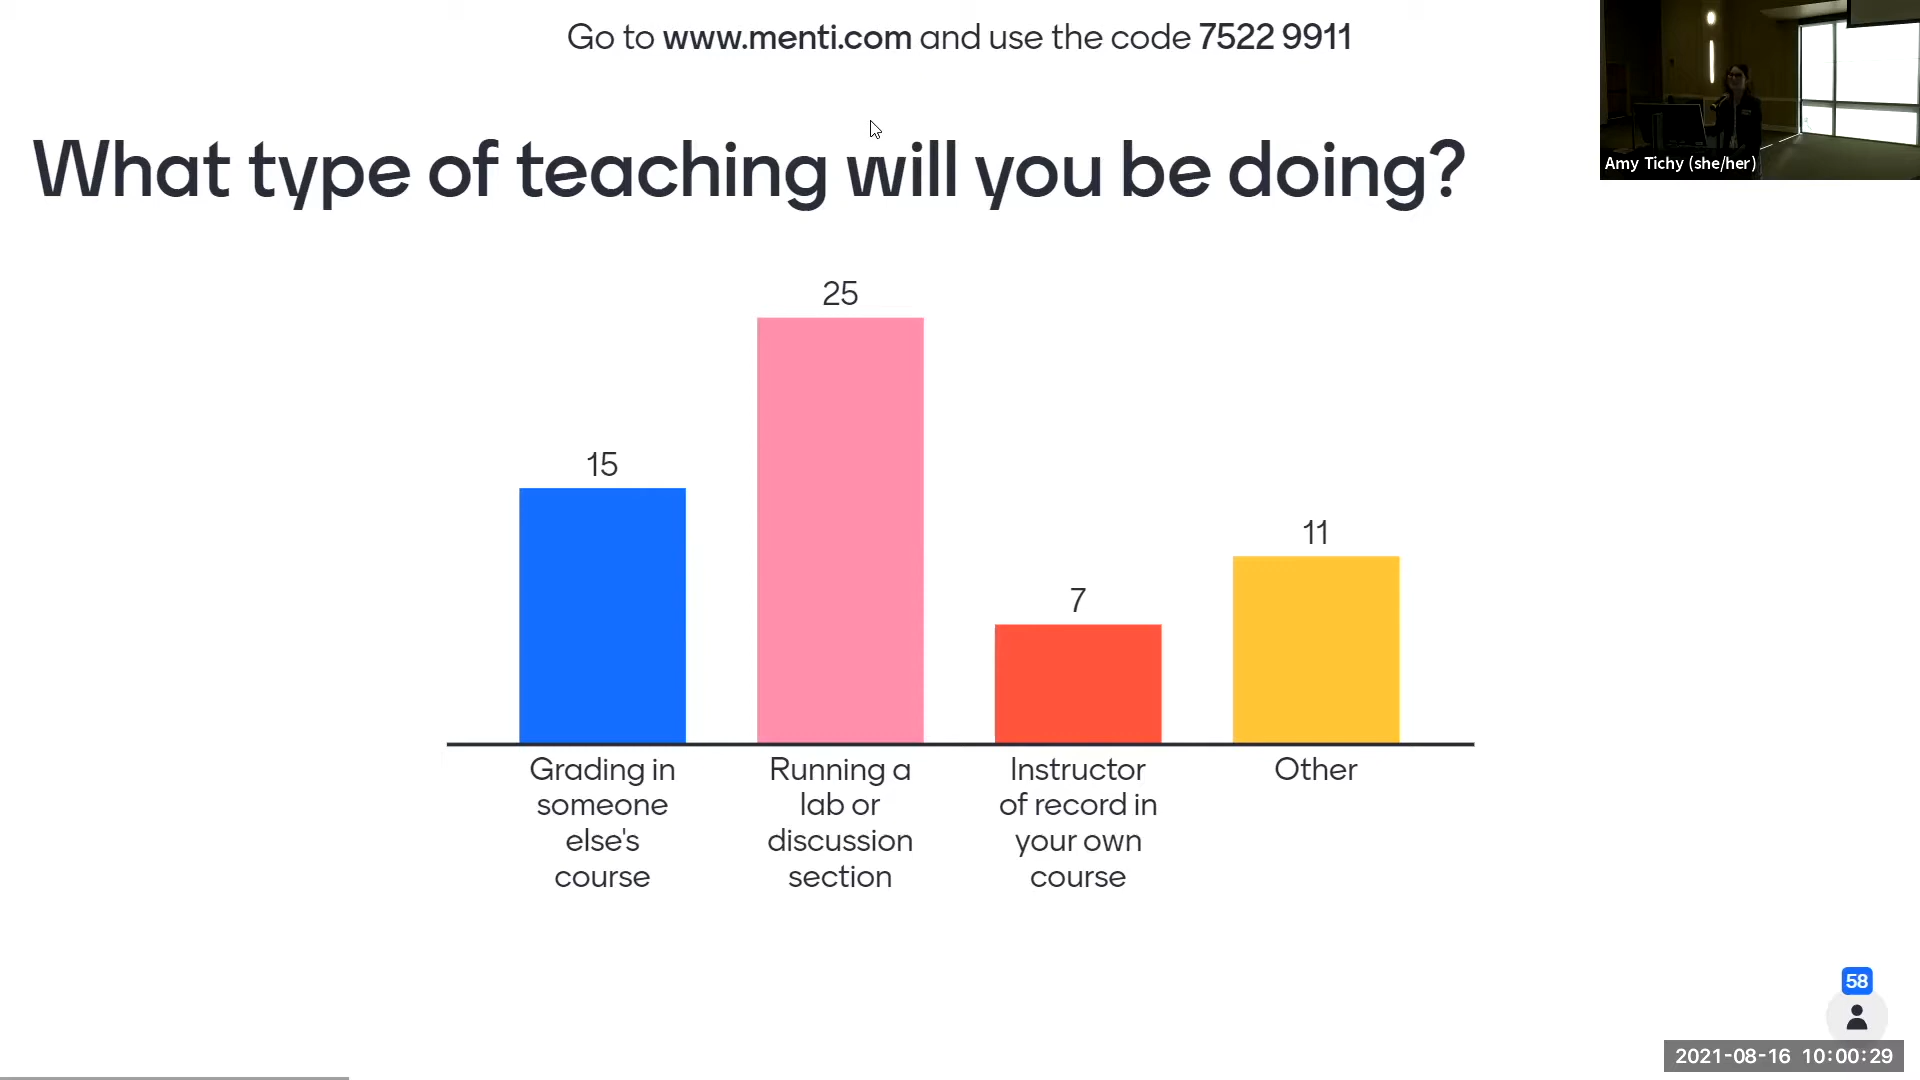 Go to www.menti.com and use the code 7522 9911
Amy Tichy (she/her)
What type of teaching will you be doing?
25
15
11
7
Grading in
someone
else's
course
Running a
lab or
discussion
section
Instructor
of record in
your own
course
Other
58
2021-08-16 10:00:29